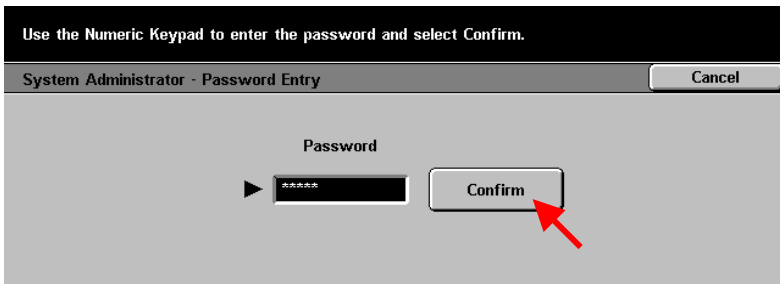 Use the Numeric Keypad to enter the password and select Confirm.
System Administrator - Password Entry
Cancel
Password
*****
Confirm